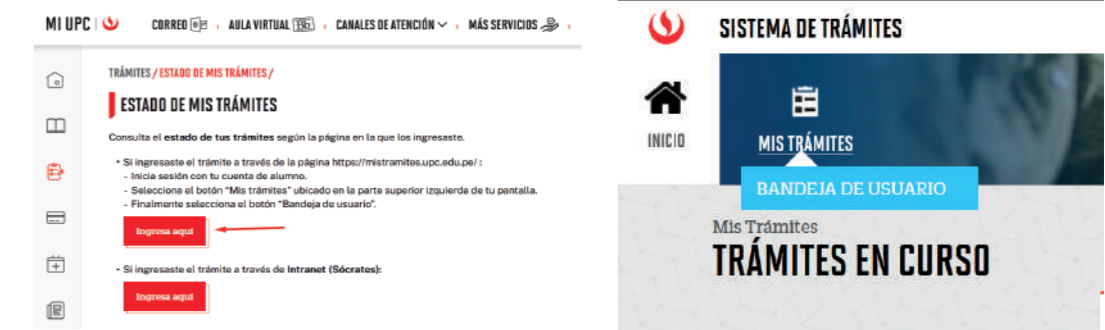 MI UPC
CORREO
AULA VIRTUAL
CANALES DE ATENCIÓN
MÁS SERVICIOS
TRÁMITES / ESTADO DE MIS TRÁMITES /
ESTADO DE MIS TRÁMITES
Consulta el estado de tus trámites según la página en la que los ingresaste.
• Si ingresaste el trámite a través de la página https://mistramites.upc.edu.pe/ :
- Inicia sesión con tu cuenta de alumno.
- Selecciona el botón "Mis trámites" ubicado en la parte superior izquierda de tu pantalla.
- Finalmente selecciona el botón "Bandeja de usuario".
Ingresa aquí
• Si ingresaste el trámite a través de Intranet (Sócrates):
Ingresa aquí
SISTEMA DE TRÁMITES
INICIO
MIS TRÁMITES
BANDEJA DE USUARIO
Mis Trámites
TRÁMITES EN CURSO